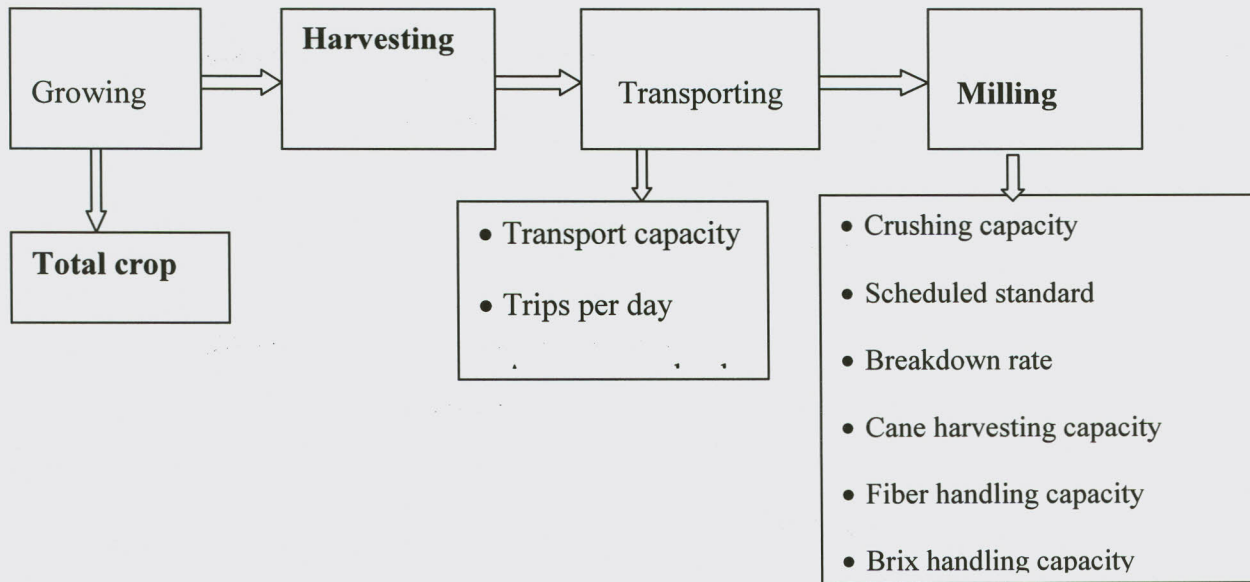 Growing
Harvesting
Transporting
Milling
Total crop
• Transport capacity
• Trips per day
• Crushing capacity
• Scheduled standard
• Breakdown rate
• Cane harvesting capacity
• Fiber handling capacity
• Brix handling capacity